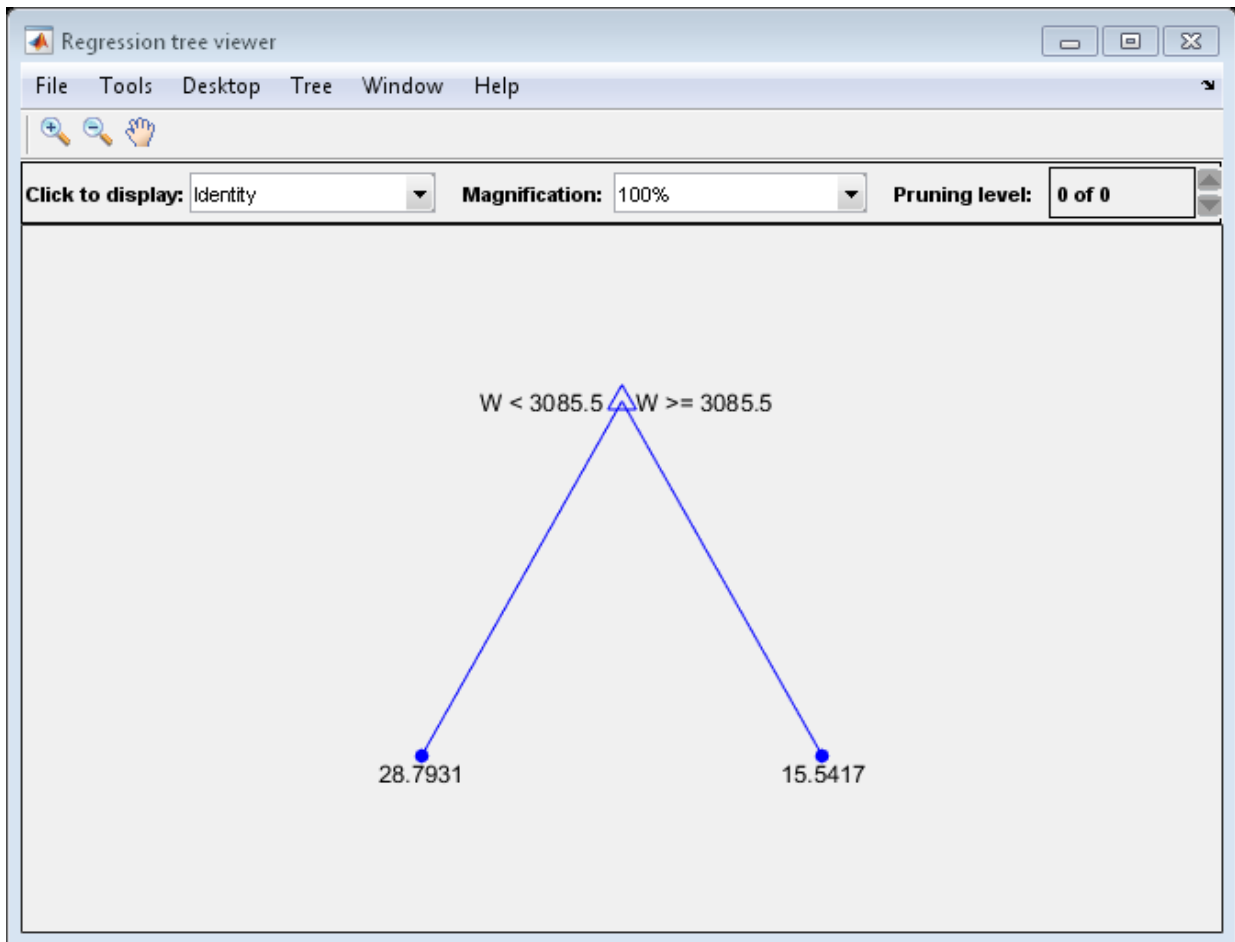 Regression tree viewer
File Tools Desktop Tree Window Help
Click to display: Identity Magnification: 100% Pruning level: 0 of 0
W < 3085.5 W >= 3085.5
28.7931 15.5417